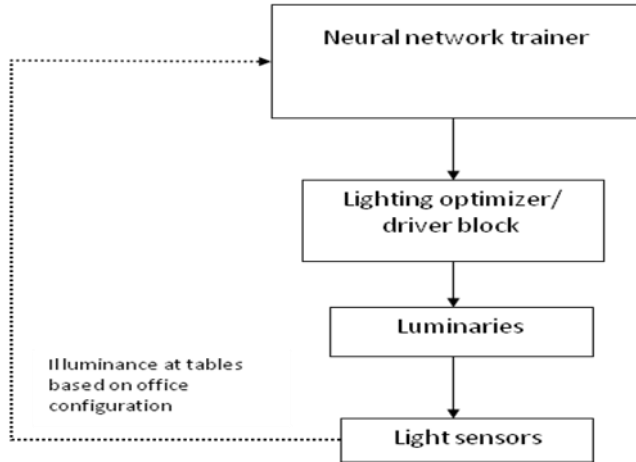 Neural network trainer
Lighting optimizer/
driver block
Luminaries
Illuminance at tables
based on office
configuration
Light sensors